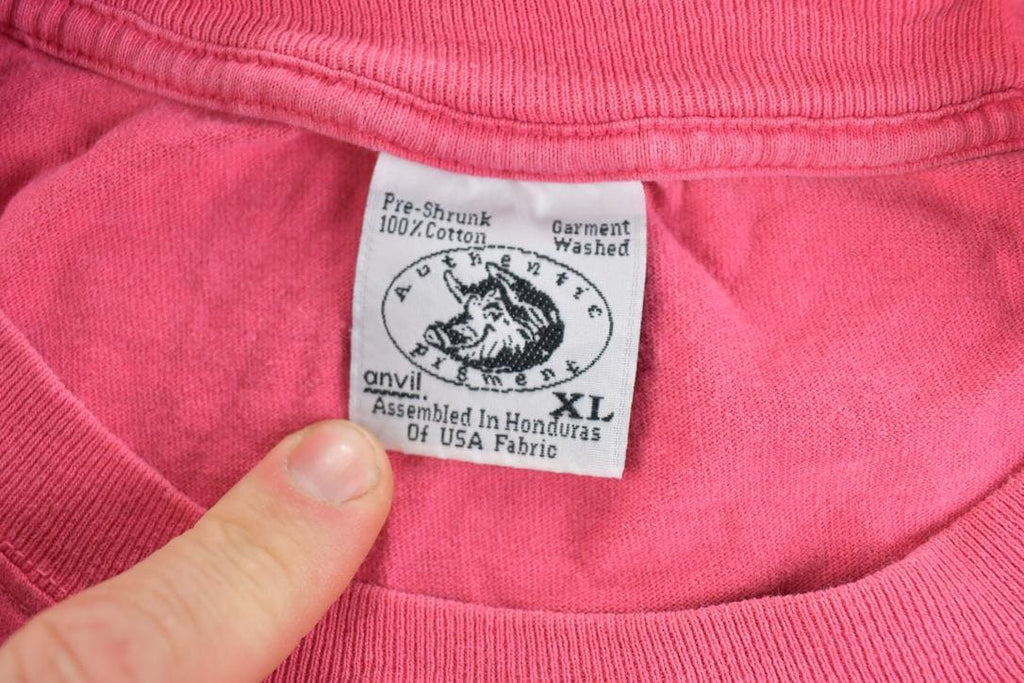 Pre-Shrunk
100% Cotton
Garment
Washed
Authentic
pigment
anvil.
XL
Assembled In Honduras
Of USA Fabric